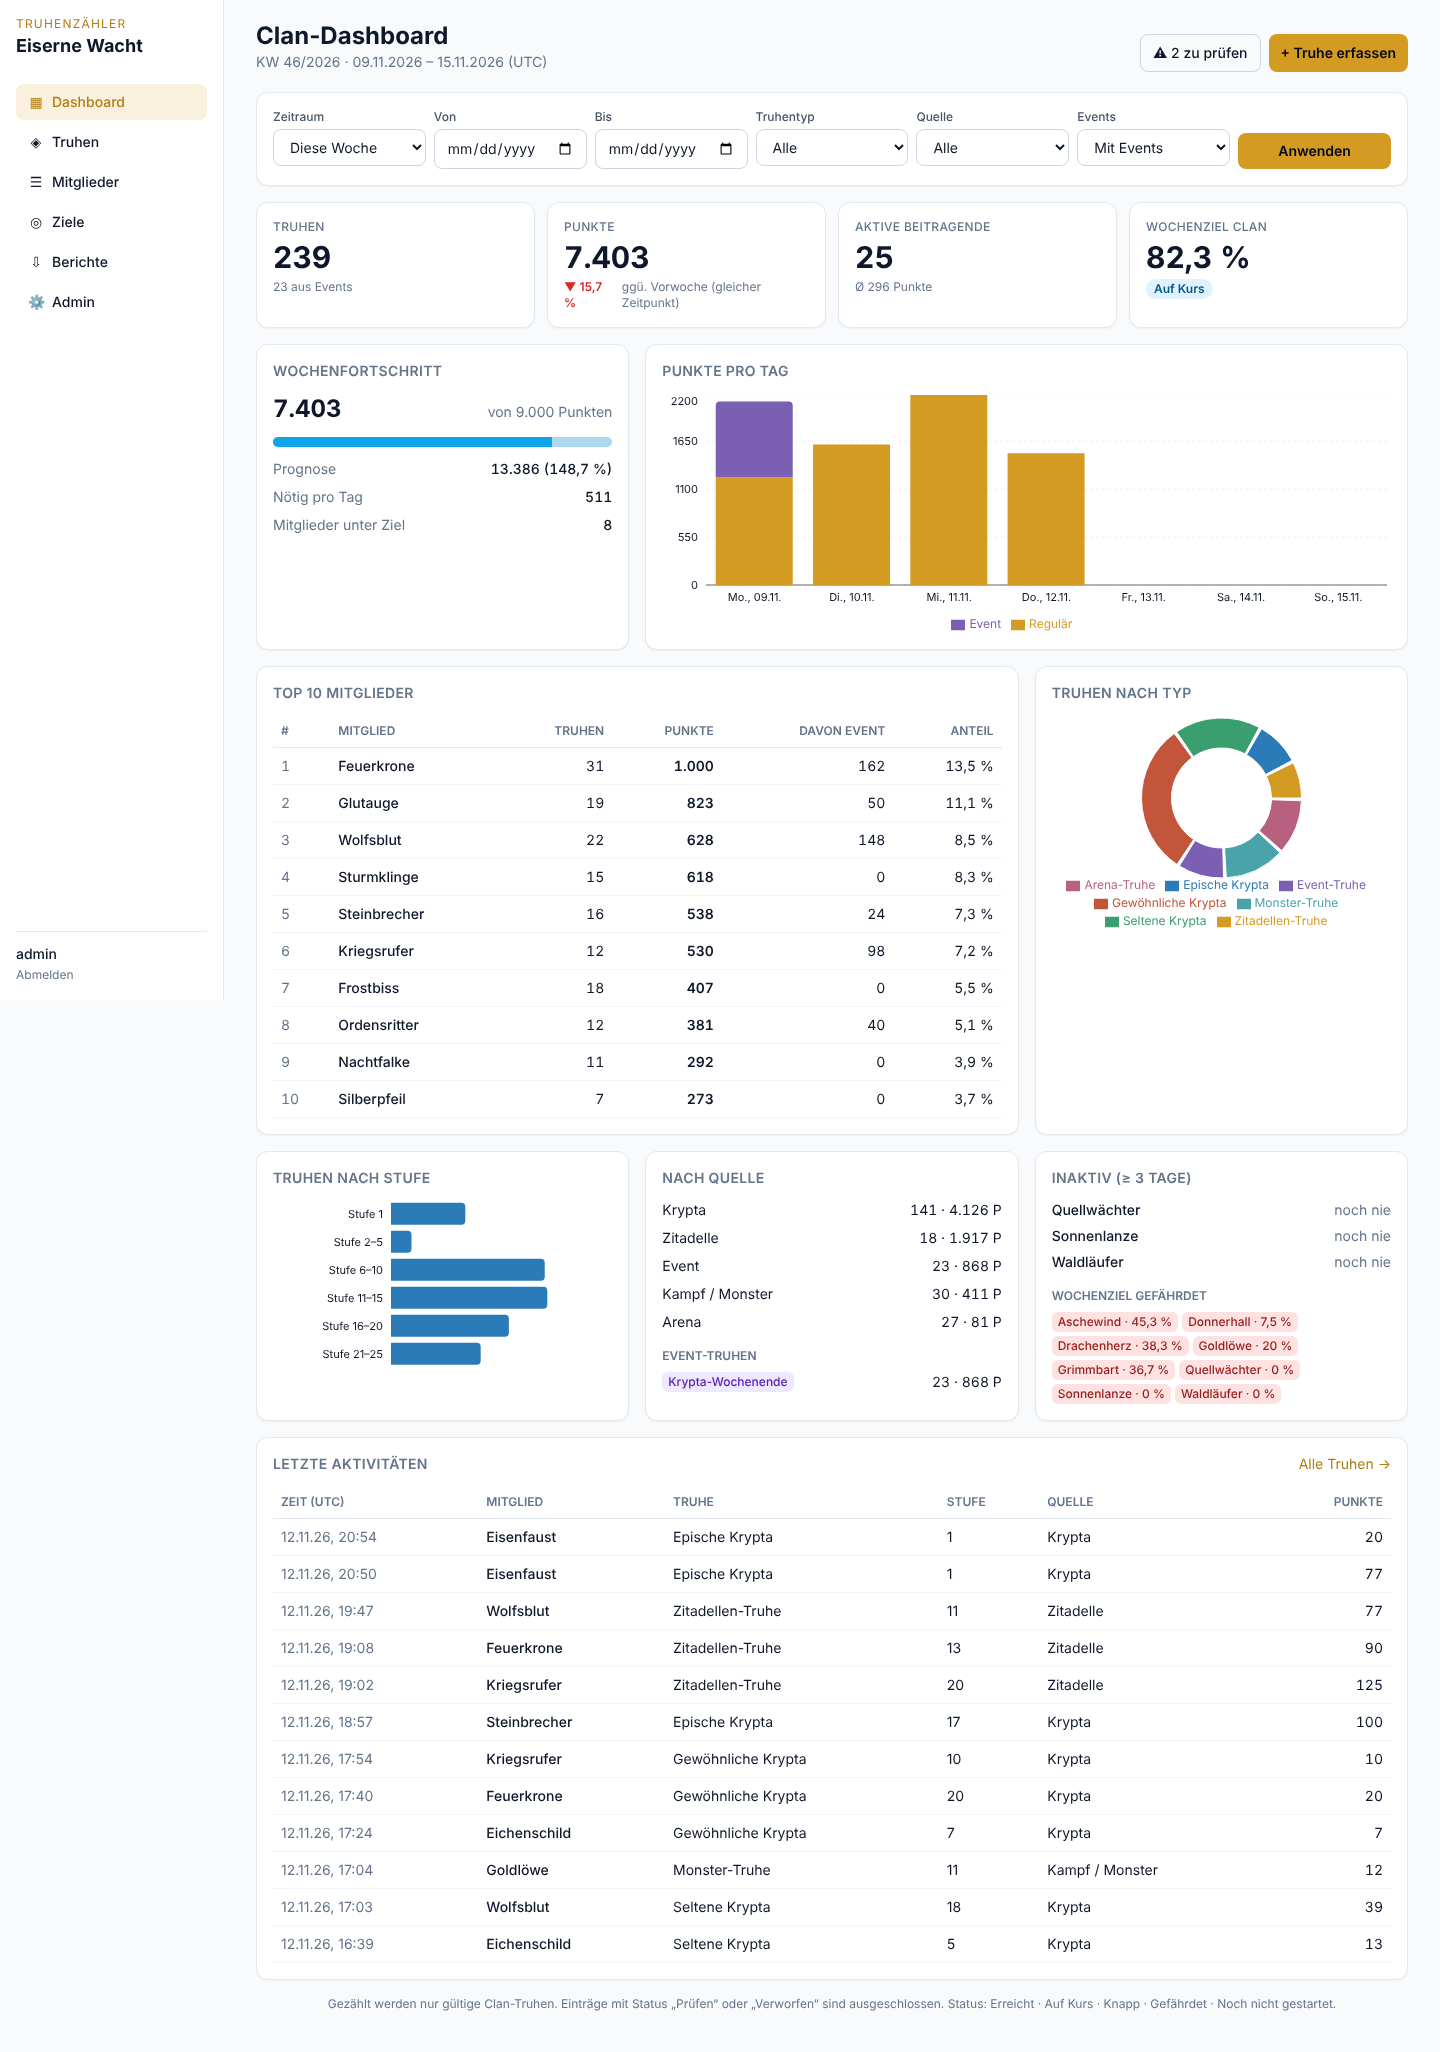 TRUHENZÄHLER
Eiserne Wacht
Dashboard
Truhen
Mitglieder
Ziele
Berichte
Admin
admin
Abmelden
Clan-Dashboard
KW 46/2026 · 09.11.2026 – 15.11.2026 (UTC)
2 zu prüfen
+ Truhe erfassen
Zeitraum Von Bis Truhentyp Quelle Events
Diese Woche mm/dd/yyyy mm/dd/yyyy Alle Alle Mit Events Anwenden
TRUHEN
239
23 aus Events
PUNKTE
7.403
▼ 15,7 %
ggü. Vorwoche (gleicher
Zeitpunkt)
AKTIVE BEITRAGENDE
25
Ø 296 Punkte
WOCHENZIEL CLAN
82,3 %
Auf Kurs
WOCHENFORTSCHRITT
7.403 von 9.000 Punkten
Prognose 13.386 (148,7 %)
Nötig pro Tag 511
Mitglieder unter Ziel 8
PUNKTE PRO TAG
2200
1650
1100
550
0
Mo., 09.11. Di., 10.11. Mi., 11.11. Do., 12.11. Fr., 13.11. Sa., 14.11. So., 15.11.
Event Regulär
TOP 10 MITGLIEDER
# MITGLIED TRUHEN PUNKTE DAVON EVENT ANTEIL
1 Feuerkrone 31 1.000 162 13,5 %
2 Glutauge 19 823 50 11,1 %
3 Wolfsblut 22 628 148 8,5 %
4 Sturmklinge 15 618 0 8,3 %
5 Steinbrecher 16 538 24 7,3 %
6 Kriegsrufer 12 530 98 7,2 %
7 Frostbiss 18 407 0 5,5 %
8 Ordensritter 12 381 40 5,1 %
9 Nachtfalke 11 292 0 3,9 %
10 Silberpfeil 7 273 0 3,7 %
TRUHEN NACH TYP
Arena-Truhe Epische Krypta Event-Truhe
Gewöhnliche Krypta Monster-Truhe
Seltene Krypta Zitadellen-Truhe
TRUHEN NACH STUFE
Stufe 1
Stufe 2–5
Stufe 6–10
Stufe 11–15
Stufe 16–20
Stufe 21–25
NACH QUELLE
Krypta 141 · 4.126 P
Zitadelle 18 · 1.917 P
Event 23 · 868 P
Kampf / Monster 30 · 411 P
Arena 27 · 81 P
EVENT-TRUHEN
Krypta-Wochenende 23 · 868 P
INAKTIV (≥ 3 TAGE)
Quellwächter noch nie
Sonnenlanze noch nie
Waldläufer noch nie
WOCHENZIEL GEFÄHRDET
Aschewind · 45,3 % Donnerhall · 7,5 %
Drachenherz · 38,3 % Goldlöwe · 20 %
Grimmbart · 36,7 % Quellwächter · 0 %
Sonnenlanze · 0 % Waldläufer · 0 %
LETZTE AKTIVITÄTEN Alle Truhen →
ZEIT (UTC) MITGLIED TRUHE STUFE QUELLE PUNKTE
12.11.26, 20:54 Eisenfaust Epische Krypta 1 Krypta 20
12.11.26, 20:50 Eisenfaust Epische Krypta 1 Krypta 77
12.11.26, 19:47 Wolfsblut Zitadellen-Truhe 11 Zitadelle 77
12.11.26, 19:08 Feuerkrone Zitadellen-Truhe 13 Zitadelle 90
12.11.26, 19:02 Kriegsrufer Zitadellen-Truhe 20 Zitadelle 125
12.11.26, 18:57 Steinbrecher Epische Krypta 17 Krypta 100
12.11.26, 17:54 Kriegsrufer Gewöhnliche Krypta 10 Krypta 10
12.11.26, 17:40 Feuerkrone Gewöhnliche Krypta 20 Krypta 20
12.11.26, 17:24 Eichenschild Gewöhnliche Krypta 7 Krypta 7
12.11.26, 17:04 Goldlöwe Monster-Truhe 11 Kampf / Monster 12
12.11.26, 17:03 Wolfsblut Seltene Krypta 18 Krypta 39
12.11.26, 16:39 Eichenschild Seltene Krypta 5 Krypta 13
Gezählt werden nur gültige Clan-Truhen. Einträge mit Status „Prüfen“ oder „Verworfen“ sind ausgeschlossen. Status: Erreicht · Auf Kurs · Knapp · Gefährdet · Noch nicht gestartet.